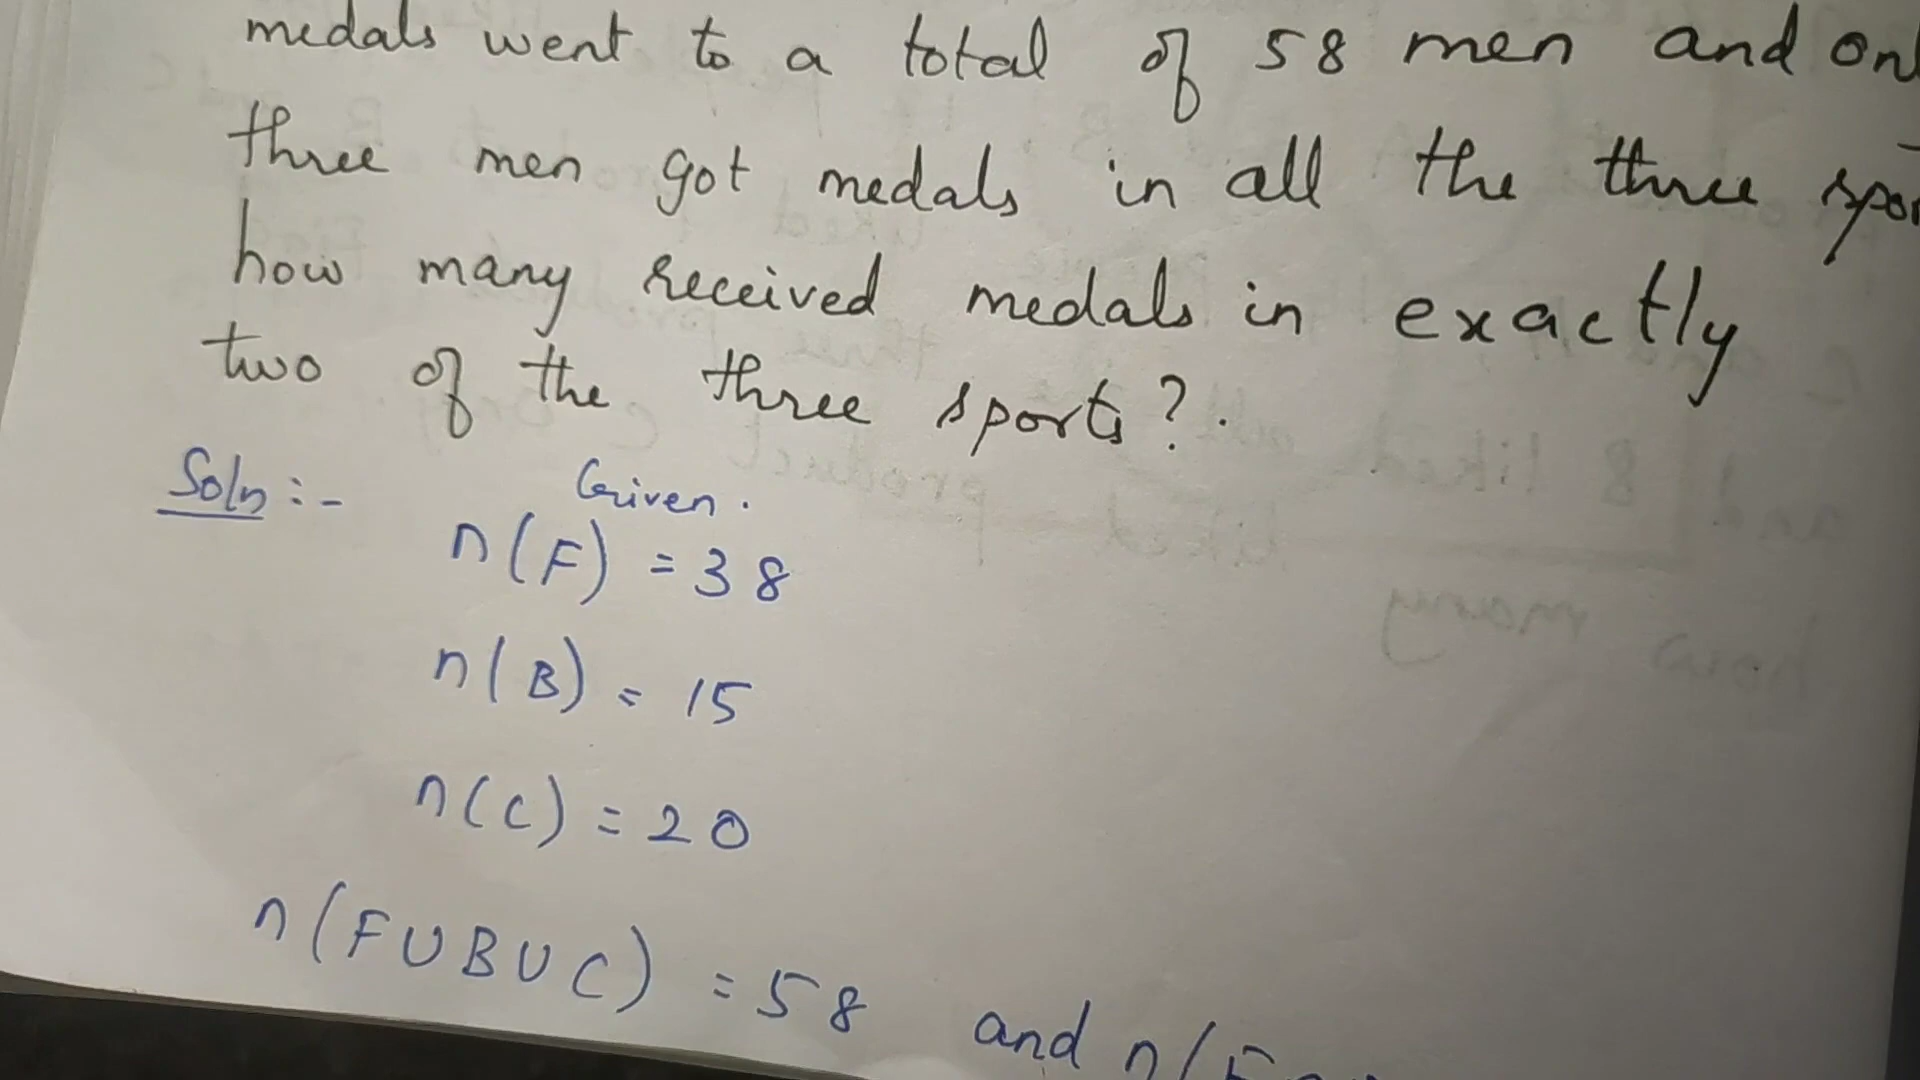 medals went to a total of 58 men and
three men got medals in all the three
how many received medals in exactly
two of the three sports?.
Soln :- Given.
n(F) = 38
n(B) = 15
n(C) = 20
n(FUBUC) = 58 and